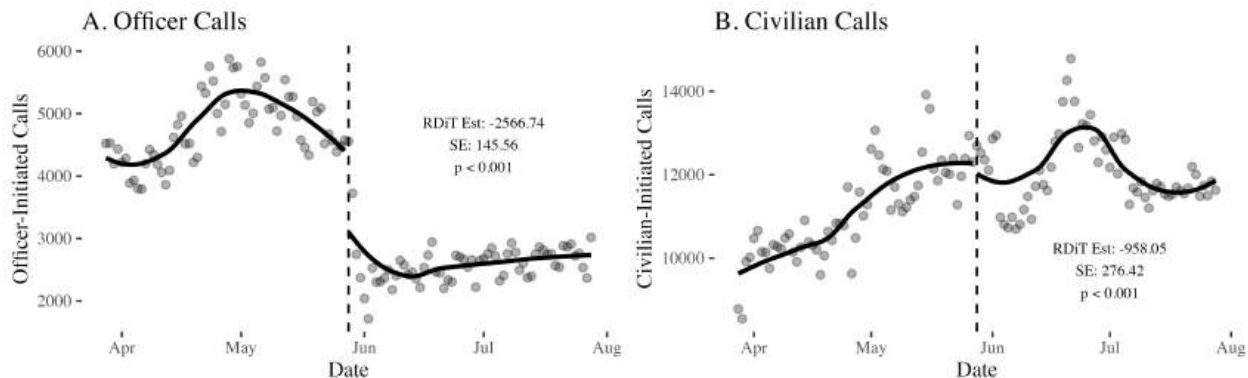 A. Officer Calls
Officer-Initiated Calls
6000
5000
4000
3000
2000
RDiT Est: -2566.74
SE: 145.56
p < 0.001
Apr
May
Jun
Jul
Aug
Date
B. Civilian Calls
Civilian-Initiated Calls
14000
12000
10000
RDiT Est: -958.05
SE: 276.42
p < 0.001
Apr
May
Jun
Jul
Aug
Date